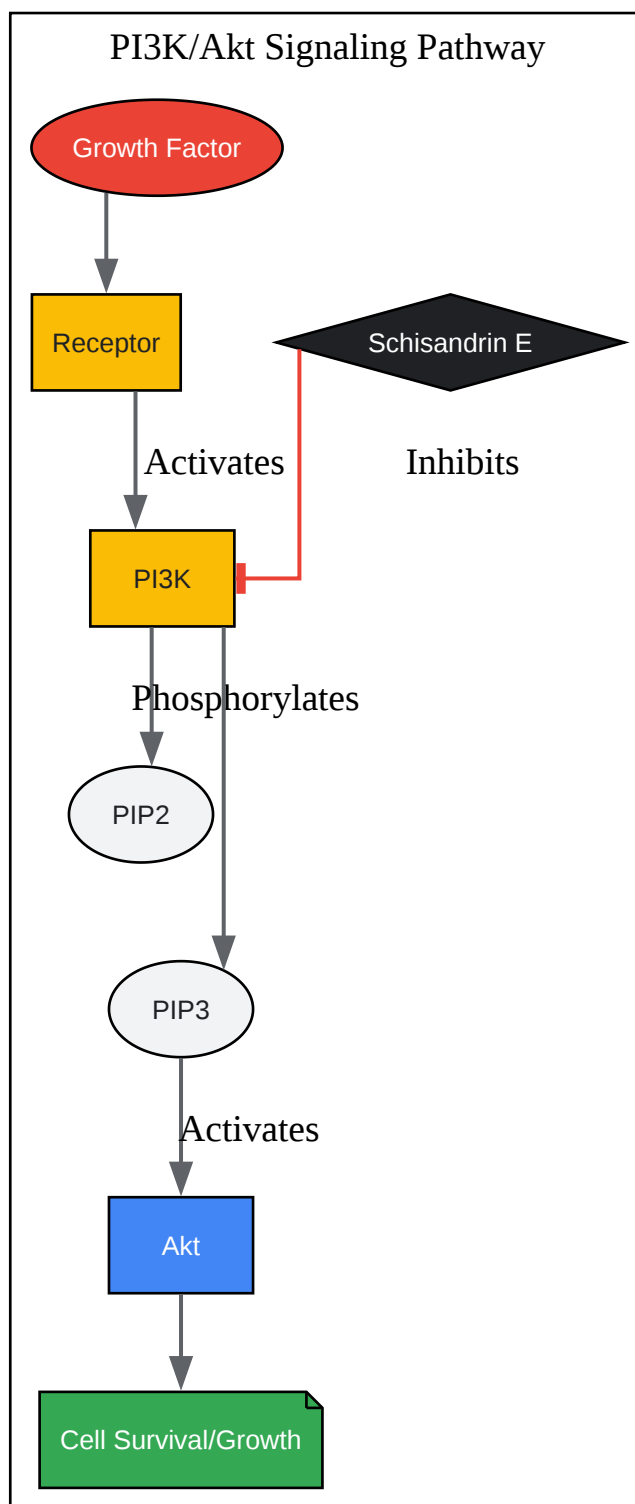 PI3K/Akt Signaling Pathway
Growth Factor
Receptor
Schisandrin E
Activates
Inhibits
PI3K
Phosphorylates
PIP2
PIP3
Activates
Akt
Cell Survival/Growth